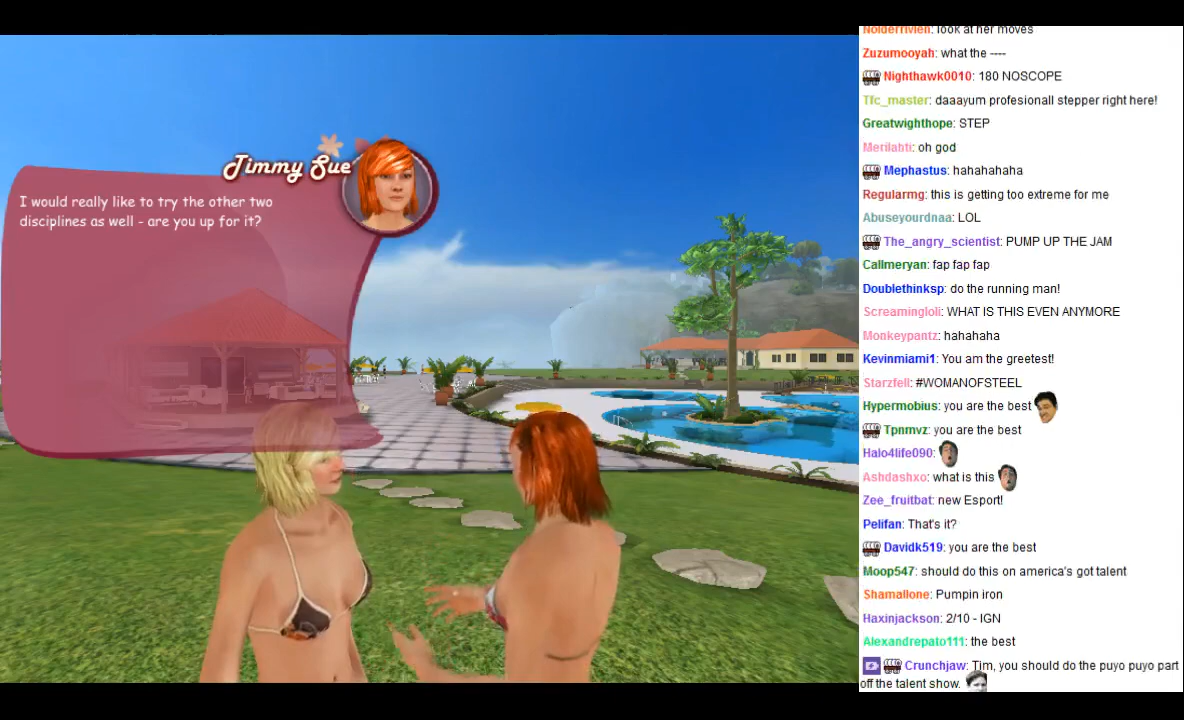 Jimmy Sue
I would really like to try the other two
disciplines as well - are you up for it?
Nolderrivien: look at her moves
Zuzumooyah: what the ----
Nighthawk0010: 180 NOSCOPE
Tfc_master: daaayum profesionall stepper right here!
Greatwighthope: STEP
Merilahti: oh god
Mephastus: hahahahaha
Regularmg: this is getting too extreme for me
Abuseyourdnaa: LOL
The_angry_scientist: PUMP UP THE JAM
Callmeryan: fap fap fap
Doublethinksp: do the running man!
Screamingloli: WHAT IS THIS EVEN ANYMORE
Monkeypantz: hahahaha
Kevinmiami1: You am the greetest!
Starzfell: #WOMANOFSTEEL
Hypermobius: you are the best
Tpnmvz: you are the best
Halo4life090:
Ashdashxo: what is this
Zee_fruitbat: new Esport!
Pelifan: That's it?
Davidk519: you are the best
Moop547: should do this on america's got talent
Shamallone: Pumpin iron
Haxinjackson: 2/10 - IGN
Alexandrepato111: the best
Crunchjaw: Tim, you should do the puyo puyo part
off the talent show.